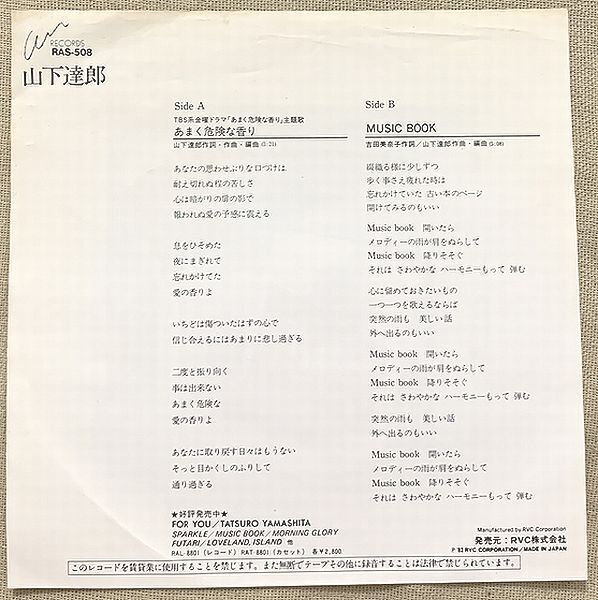 am
RECORDS
RAS-508
山下達郎
Side A
TBS系金曜ドラマ「あまく危険な香り」主題歌
あまく危険な香り
山下達郎作詞・作曲・編曲(3:21)
あなたの思わせぶりな口づけは
耐え切れぬ程の苦しさ
心は暗がりの扉の影で
報われぬ愛の予感に震える
息をひそめた
夜にまぎれて
忘れかけてた
愛の香りよ
いちどは傷ついたはずの心で
信じ合えるにはあまりに悲し過ぎる
二度と振り向く
事は出来ない
あまく危険な
愛の香りよ
あなたに取り戻す日々はもうない
そっと目かくしのふりして
通り過ぎる
Side B
MUSIC BOOK
吉田美奈子作詞/山下達郎作曲・編曲(5:08)
少しずつ
歩く事さえ疲れた時は
忘れかけていた 古い本のページ
開けてみるのもいい
Music book 開いたら
メロディーの雨が肩をぬらして
Music book 降りそそぐ
それは さわやかな ハーモニーもって 弾む
心に留めておきたいもの
一つ一つを歌えるならば
突然の雨も 美しい話
外へ出るのもいい
Music book 開いたら
メロディーの雨が肩をぬらして
Music book 降りそそぐ
それは さわやかな ハーモニーもって 弾む
突然の雨も 美しい話
外へ出るのもいい
Music book 開いたら
メロディーの雨が肩をぬらして
Music book 降りそそぐ
それは さわやかな ハーモニーもって 弾む
★好評発売中★
FOR YOU/TATSURO YAMASHITA
SPARKLE/MUSIC BOOK/MORNING GLORY
FUTARI/LOVELAND, ISLAND 他
RAL-8801(レコード) RAT-8801(カセット) 各¥2,800
Manufactured by RVC Corporation
発売元:RVC株式会社
P '82 RVC CORPORATION/MADE IN JAPAN
このレコードを賃貸業に使用することを禁じます。また無断でテープその他に録音することは法律で禁じられています。